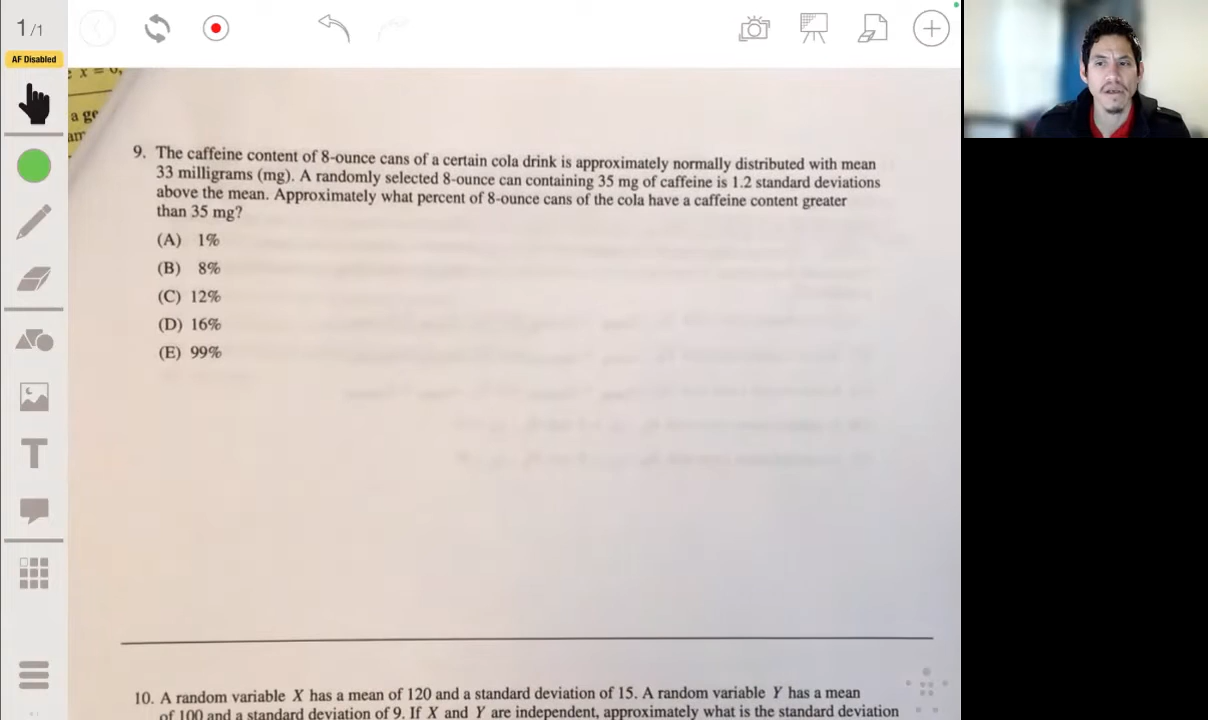 1/1
AF Disabled
x = 0,
a ge
am
9. The caffeine content of 8-ounce cans of a certain cola drink is approximately normally distributed with mean
33 milligrams (mg). A randomly selected 8-ounce can containing 35 mg of caffeine is 1.2 standard deviations
above the mean. Approximately what percent of 8-ounce cans of the cola have a caffeine content greater
than 35 mg?
(A) 1%
(B) 8%
(C) 12%
(D) 16%
(E) 99%
10. A random variable X has a mean of 120 and a standard deviation of 15. A random variable Y has a mean
of 100 and a standard deviation of 9. If X and Y are independent, approximately what is the standard deviation
T